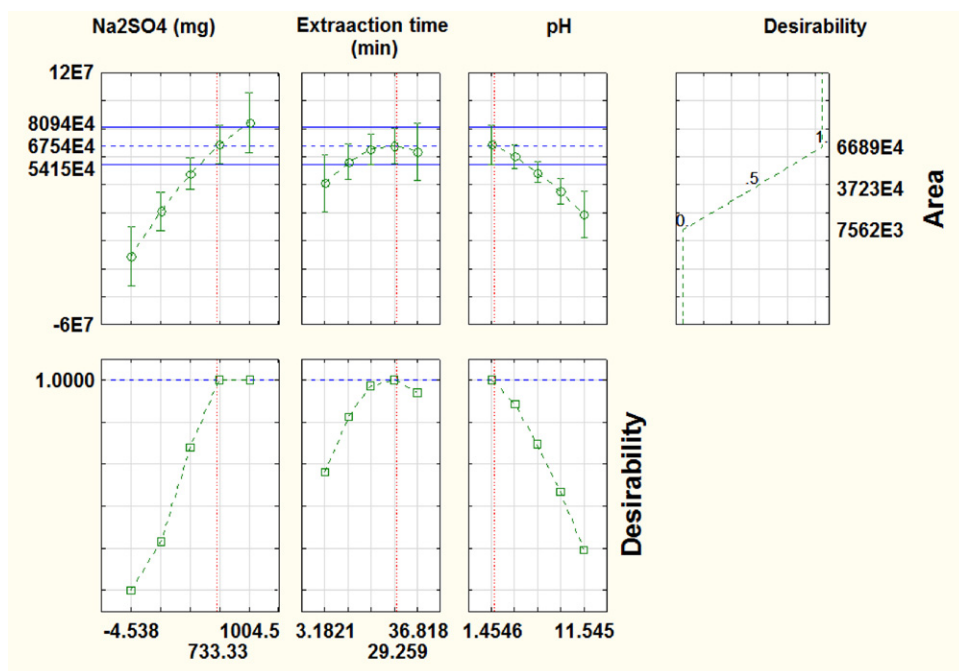 Na2SO4 (mg)
Extraaction time
(min)
pH
Desirability
12E7
8094E4
6754E4
5415E4
-6E7
1.
.5
0.
6689E4
3723E4
7562E3
Area
1.0000
Desirability
-4.538
1004.5
733.33
3.1821
36.818
29.259
1.4546
11.545